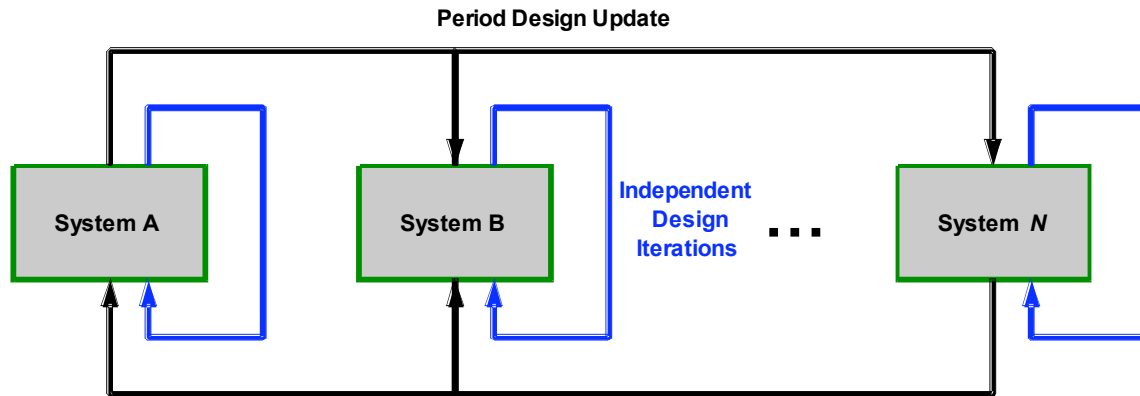 Period Design Update
System A
System B
Independent
Design
Iterations
...
System N